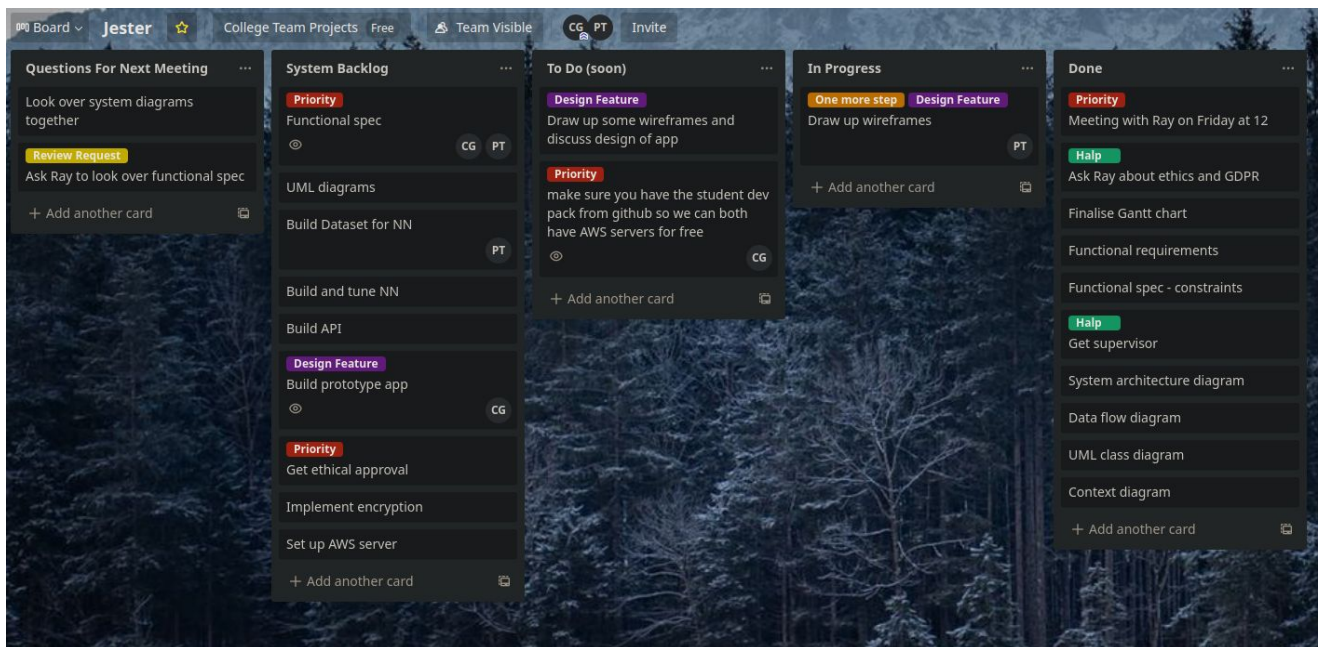 Board
Jester
College Team Projects Free
Team Visible
CG PT
Invite
Questions For Next Meeting
Look over system diagrams
together
Review Request
Ask Ray to look over functional spec
+ Add another card
System Backlog
Priority
Functional spec
CG PT
UML diagrams
Build Dataset for NN
PT
Build and tune NN
Build API
Design Feature
Build prototype app
CG
Priority
Get ethical approval
Implement encryption
Set up AWS server
+ Add another card
To Do (soon)
Design Feature
Draw up some wireframes and
discuss design of app
Priority
make sure you have the student dev
pack from github so we can both
have AWS servers for free
CG
+ Add another card
In Progress
One more step Design Feature
Draw up wireframes
PT
+ Add another card
Done
Priority
Meeting with Ray on Friday at 12
Halp
Ask Ray about ethics and GDPR
Finalise Gantt chart
Functional requirements
Functional spec - constraints
Halp
Get supervisor
System architecture diagram
Data flow diagram
UML class diagram
Context diagram
+ Add another card